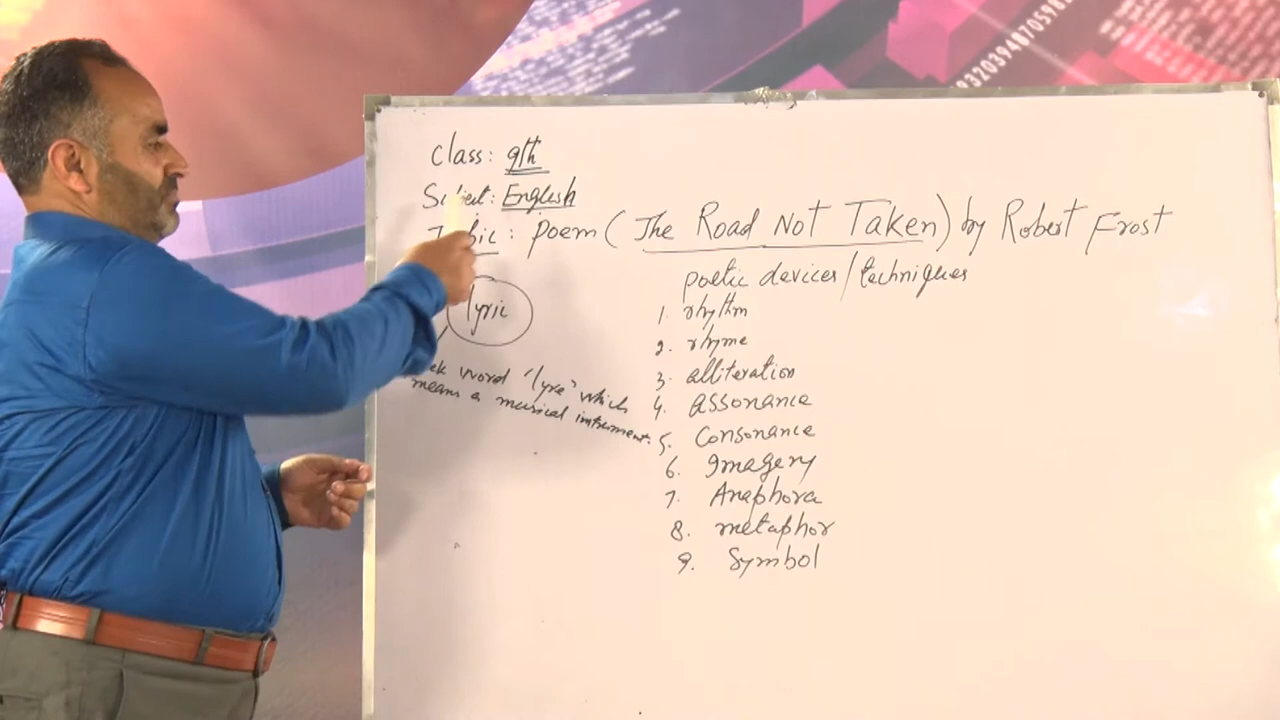 93203948705982
Class: 9th
Subject: English
Topic: Poem (The Road Not Taken) by Robert Frost
poetic devices/techniques
lyric
word "lyre" which
means a musical instrument.
1. rhythm
2. rhyme
3. alliteration
4. assonance
5. Consonance
6. Imagery
7. Anaphora
8. metaphor
9. Symbol